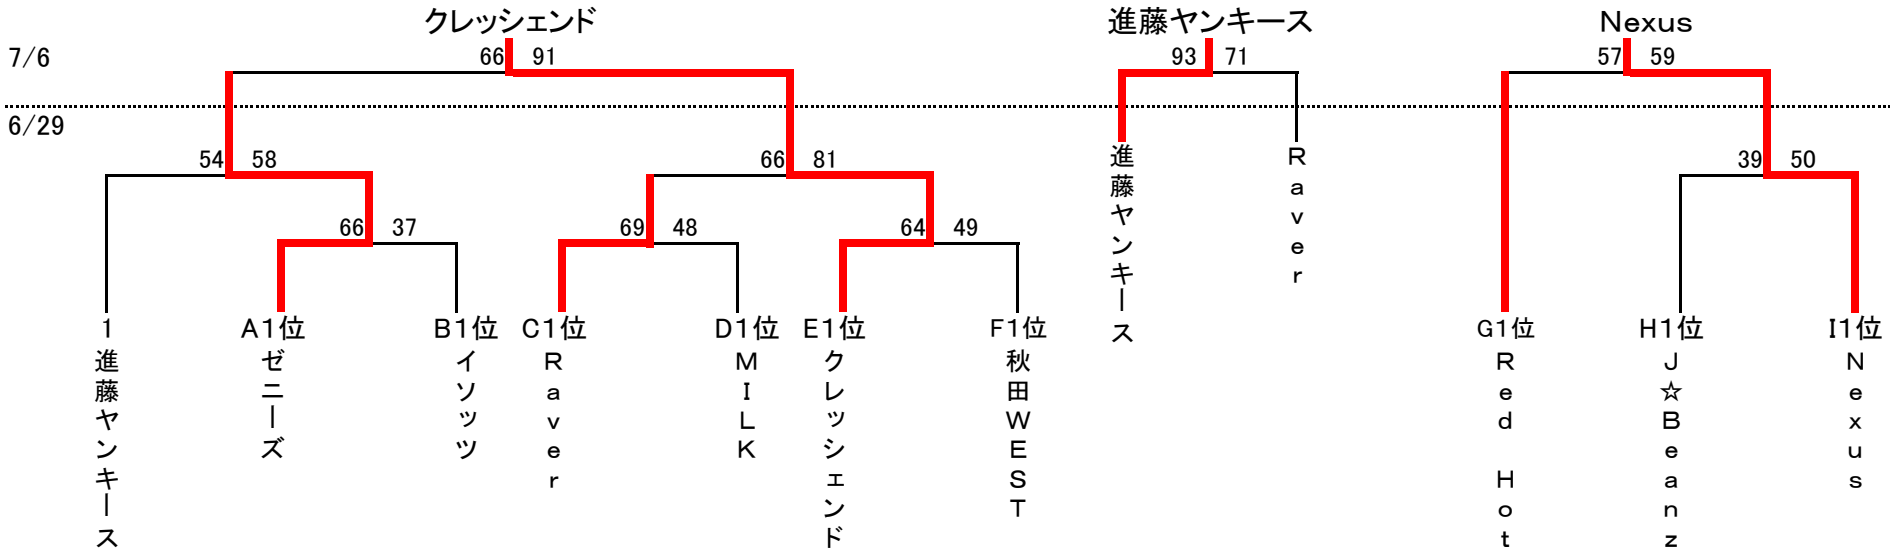 クレッシェンド
進藤ヤンキース
Nexus
7/6
66 91
93 71
57 59
6/29
54 58
66 81
39 50
進藤ヤンキース
Raver
66 37
69 48
64 49
1
A1位
B1位
C1位
D1位
E1位
F1位
G1位
H1位
I1位
進藤ヤンキース
ゼニーズ
イソッツ
Raver
MILK
クレッシェンド
秋田WEST
Red Hot
J☆Beanz
Nexus